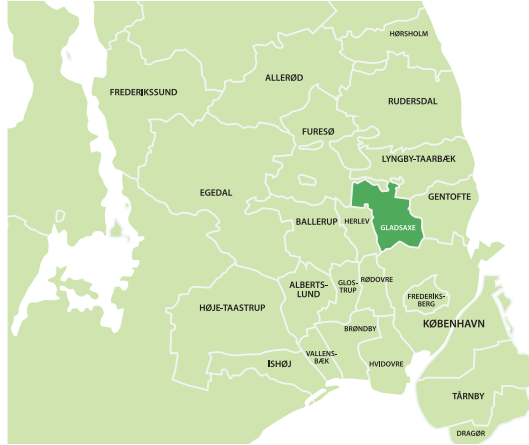 HØRSHOLM
ALLERØD
FREDERIKSSUND
RUDERSDAL
FURESØ
LYNGBY-TAARBÆK
EGEDAL
GENTOFTE
BALLERUP
HERLEV
GLADSAXE
ALBERTS-
LUND
GLOS-
TRUP
RØDOVRE
HØJE-TAASTRUP
FREDERIKS-
BERG
KØBENHAVN
BRØNDBY
VALLENS-
BÆK
ISHØJ
HVIDOVRE
TÅRNBY
DRAGØR